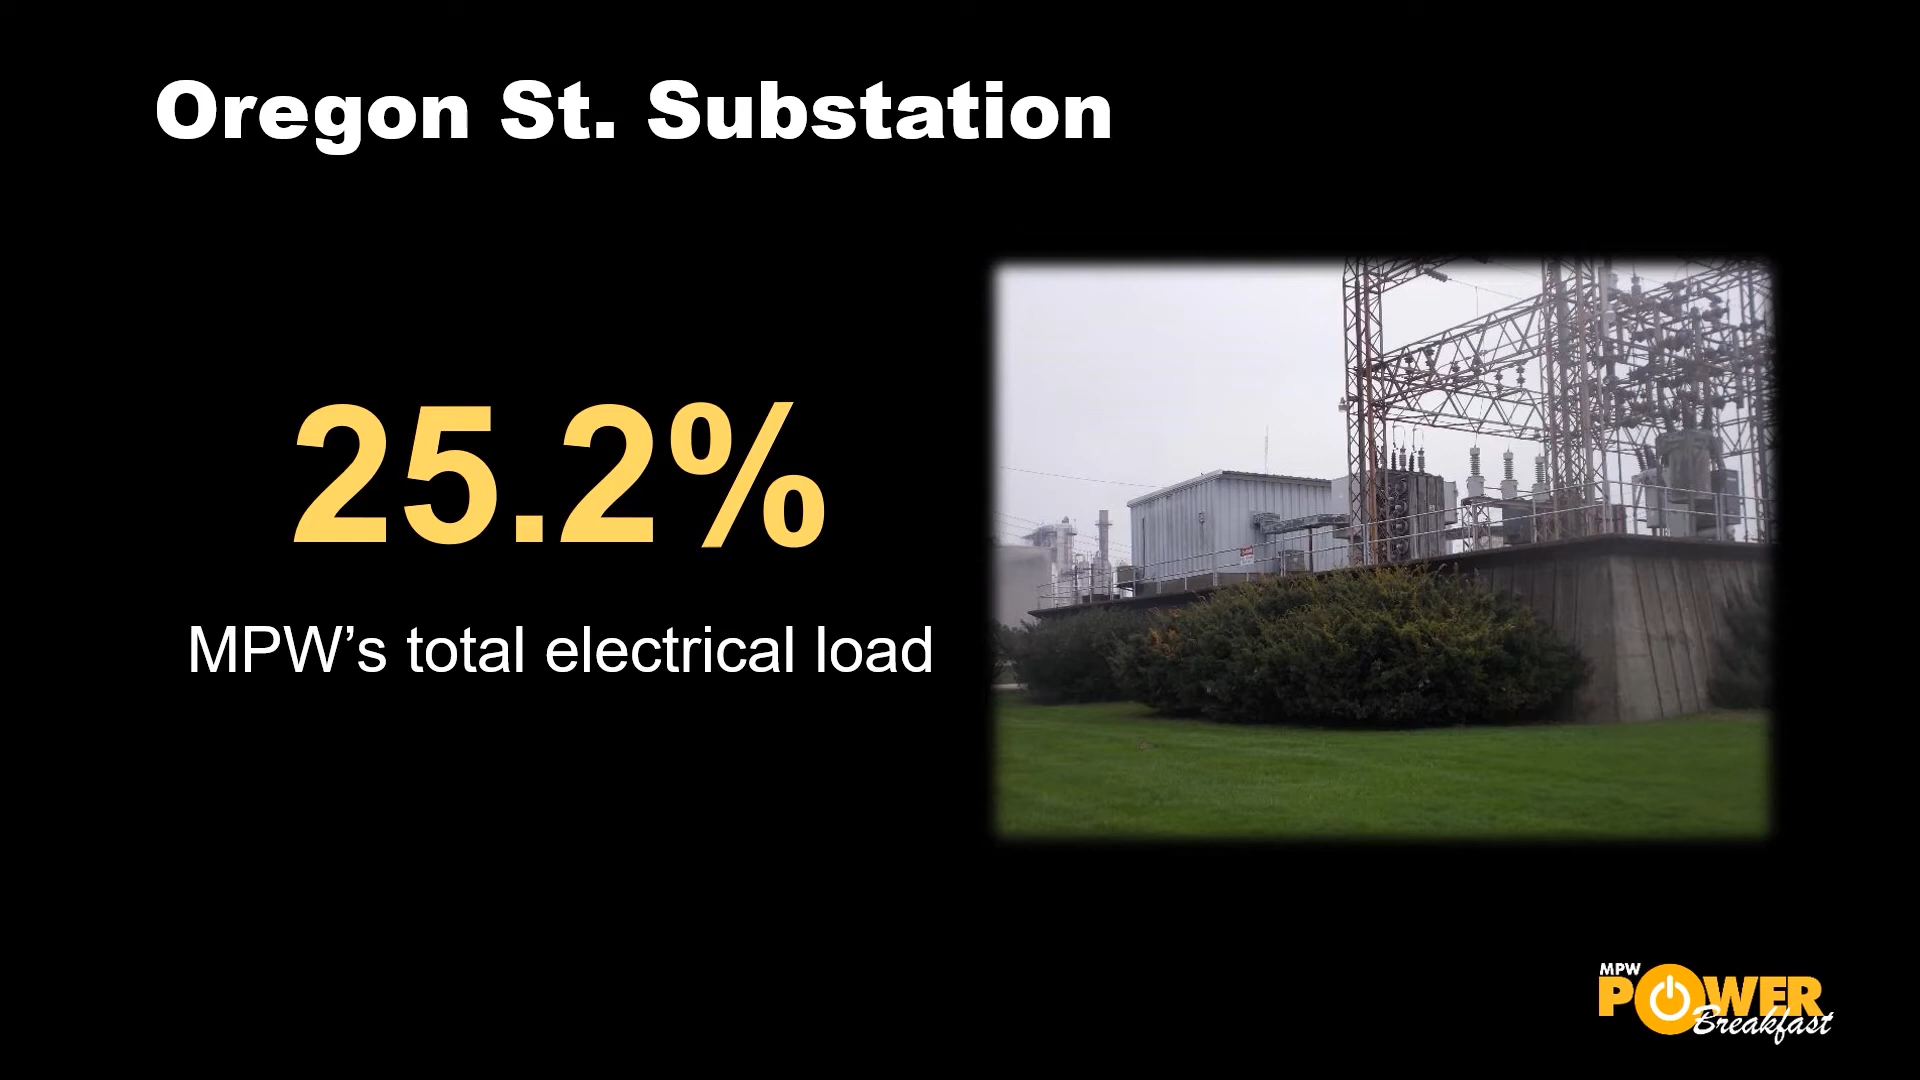 Oregon St. Substation
25.2%
MPW’s total electrical load
MPW
POWER
Breakfast